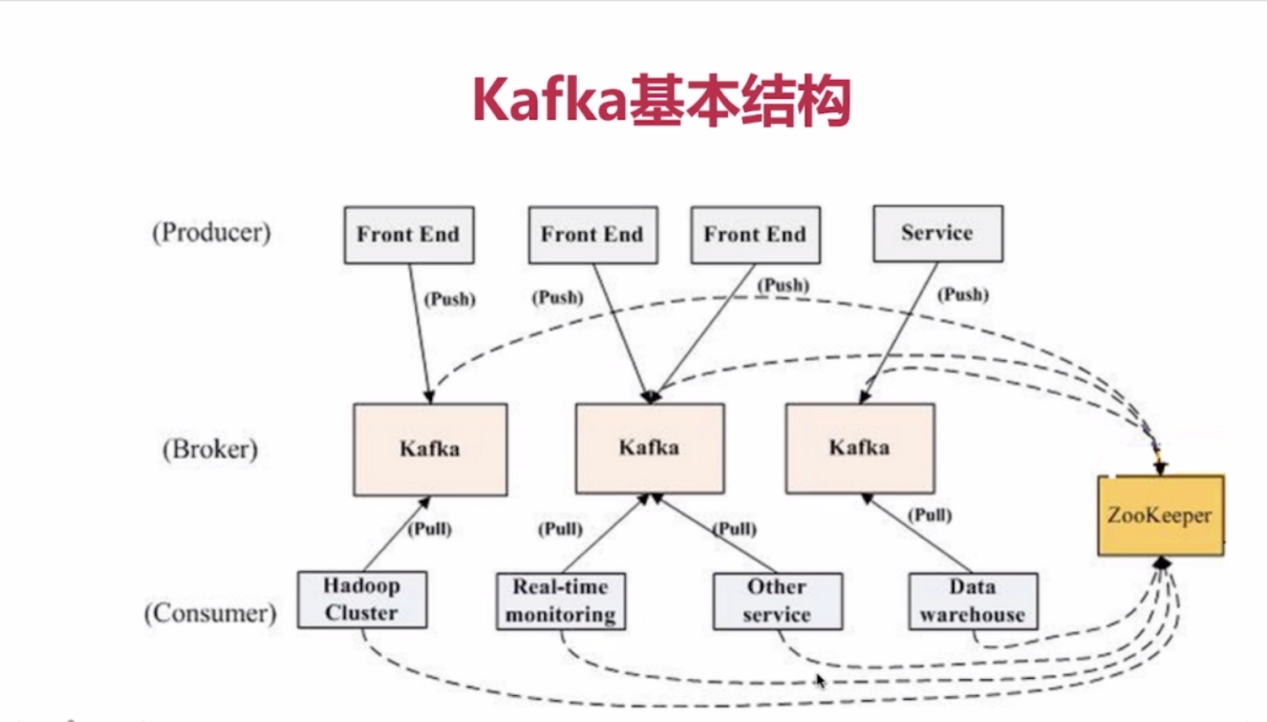 Kafka基本结构
(Producer)
Front End
Front End
Front End
Service
(Push)
(Push)
(Push)
(Push)
(Broker)
Kafka
Kafka
Kafka
ZooKeeper
(Pull)
(Pull)
(Pull)
(Pull)
(Consumer)
Hadoop
Cluster
Real-time
monitoring
Other
service
Data
warehouse